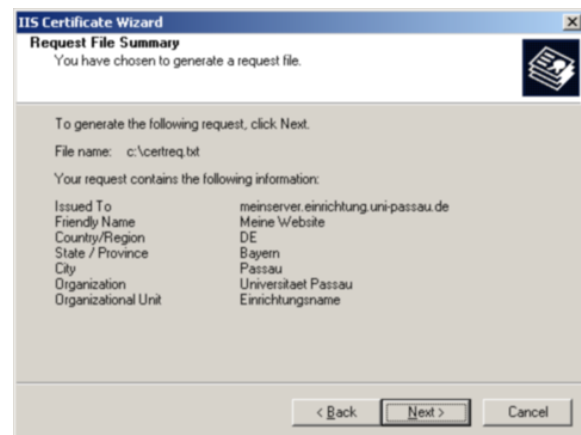 IIS Certificate Wizard
Request File Summary
You have chosen to generate a request file.
To generate the following request, click Next.
File name: c:\certreq.txt
Your request contains the following information:
Issued To meinserver.einrichtung.uni-passau.de
Friendly Name Meine Website
Country/Region DE
State / Province Bayern
City Passau
Organization Universitaet Passau
Organizational Unit Einrichtungsname
< Back Next > Cancel